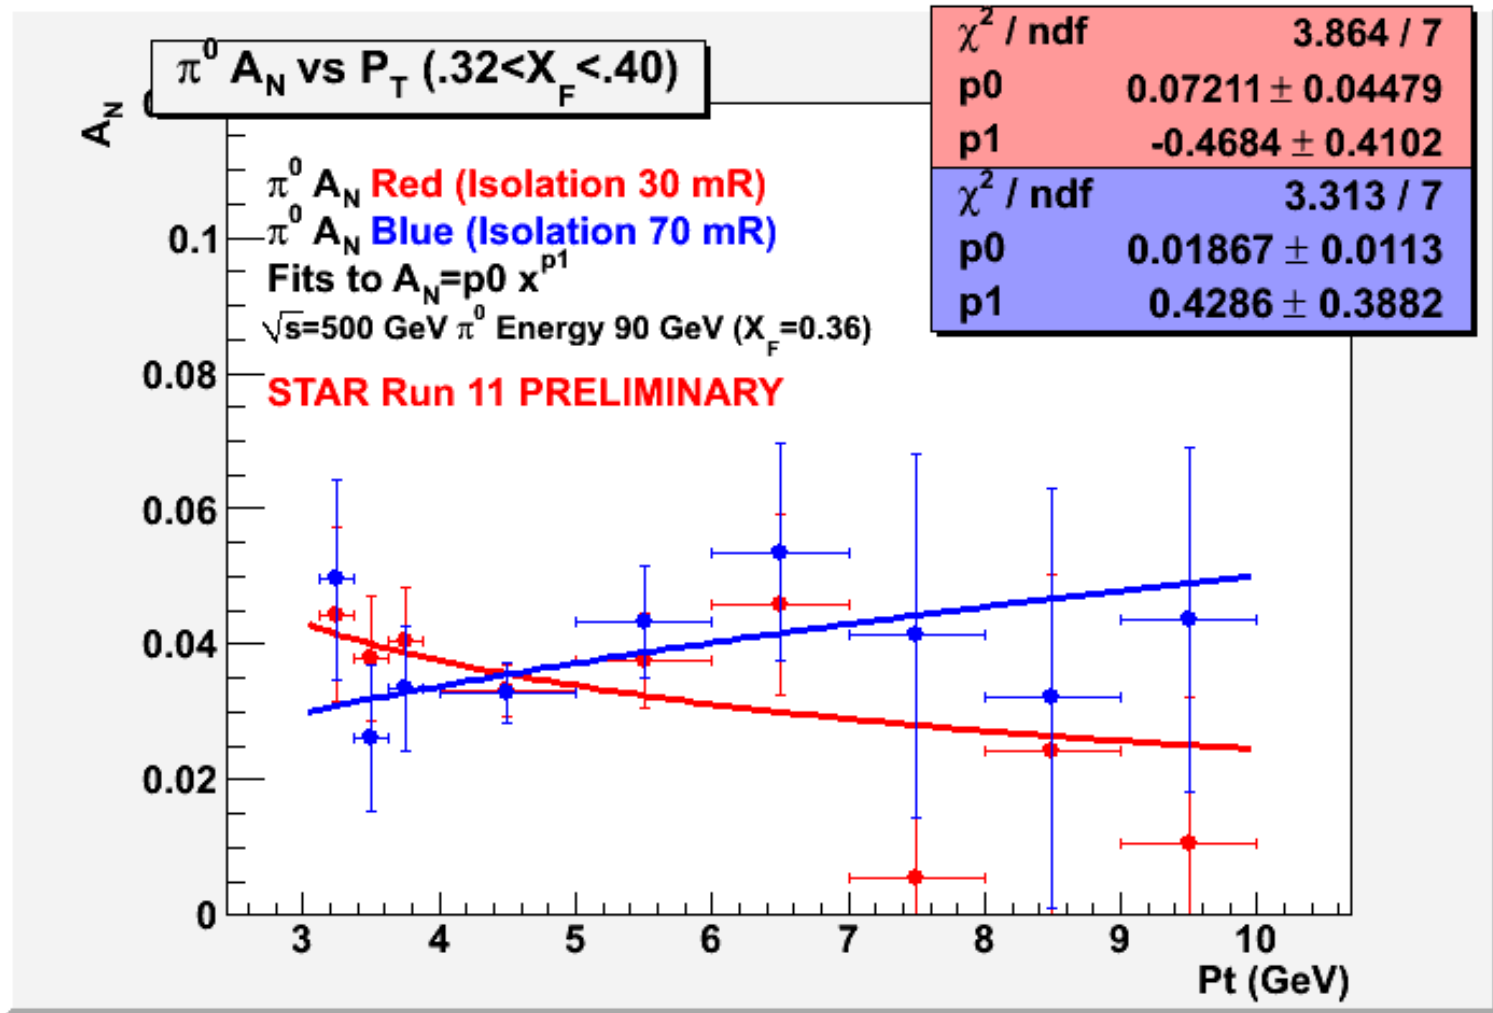 π⁰ A_N vs P_T (.32<X_F<.40)
χ² / ndf 3.864 / 7
p0 0.07211 ± 0.04479
p1 -0.4684 ± 0.4102
χ² / ndf 3.313 / 7
p0 0.01867 ± 0.0113
p1 0.4286 ± 0.3882
A_N
π⁰ A_N Red (Isolation 30 mR)
π⁰ A_N Blue (Isolation 70 mR)
Fits to A_N=p0 x^p1
√s=500 GeV π⁰ Energy 90 GeV (X_F=0.36)
STAR Run 11 PRELIMINARY
0.1
0.08
0.06
0.04
0.02
0
3 4 5 6 7 8 9 10
Pt (GeV)